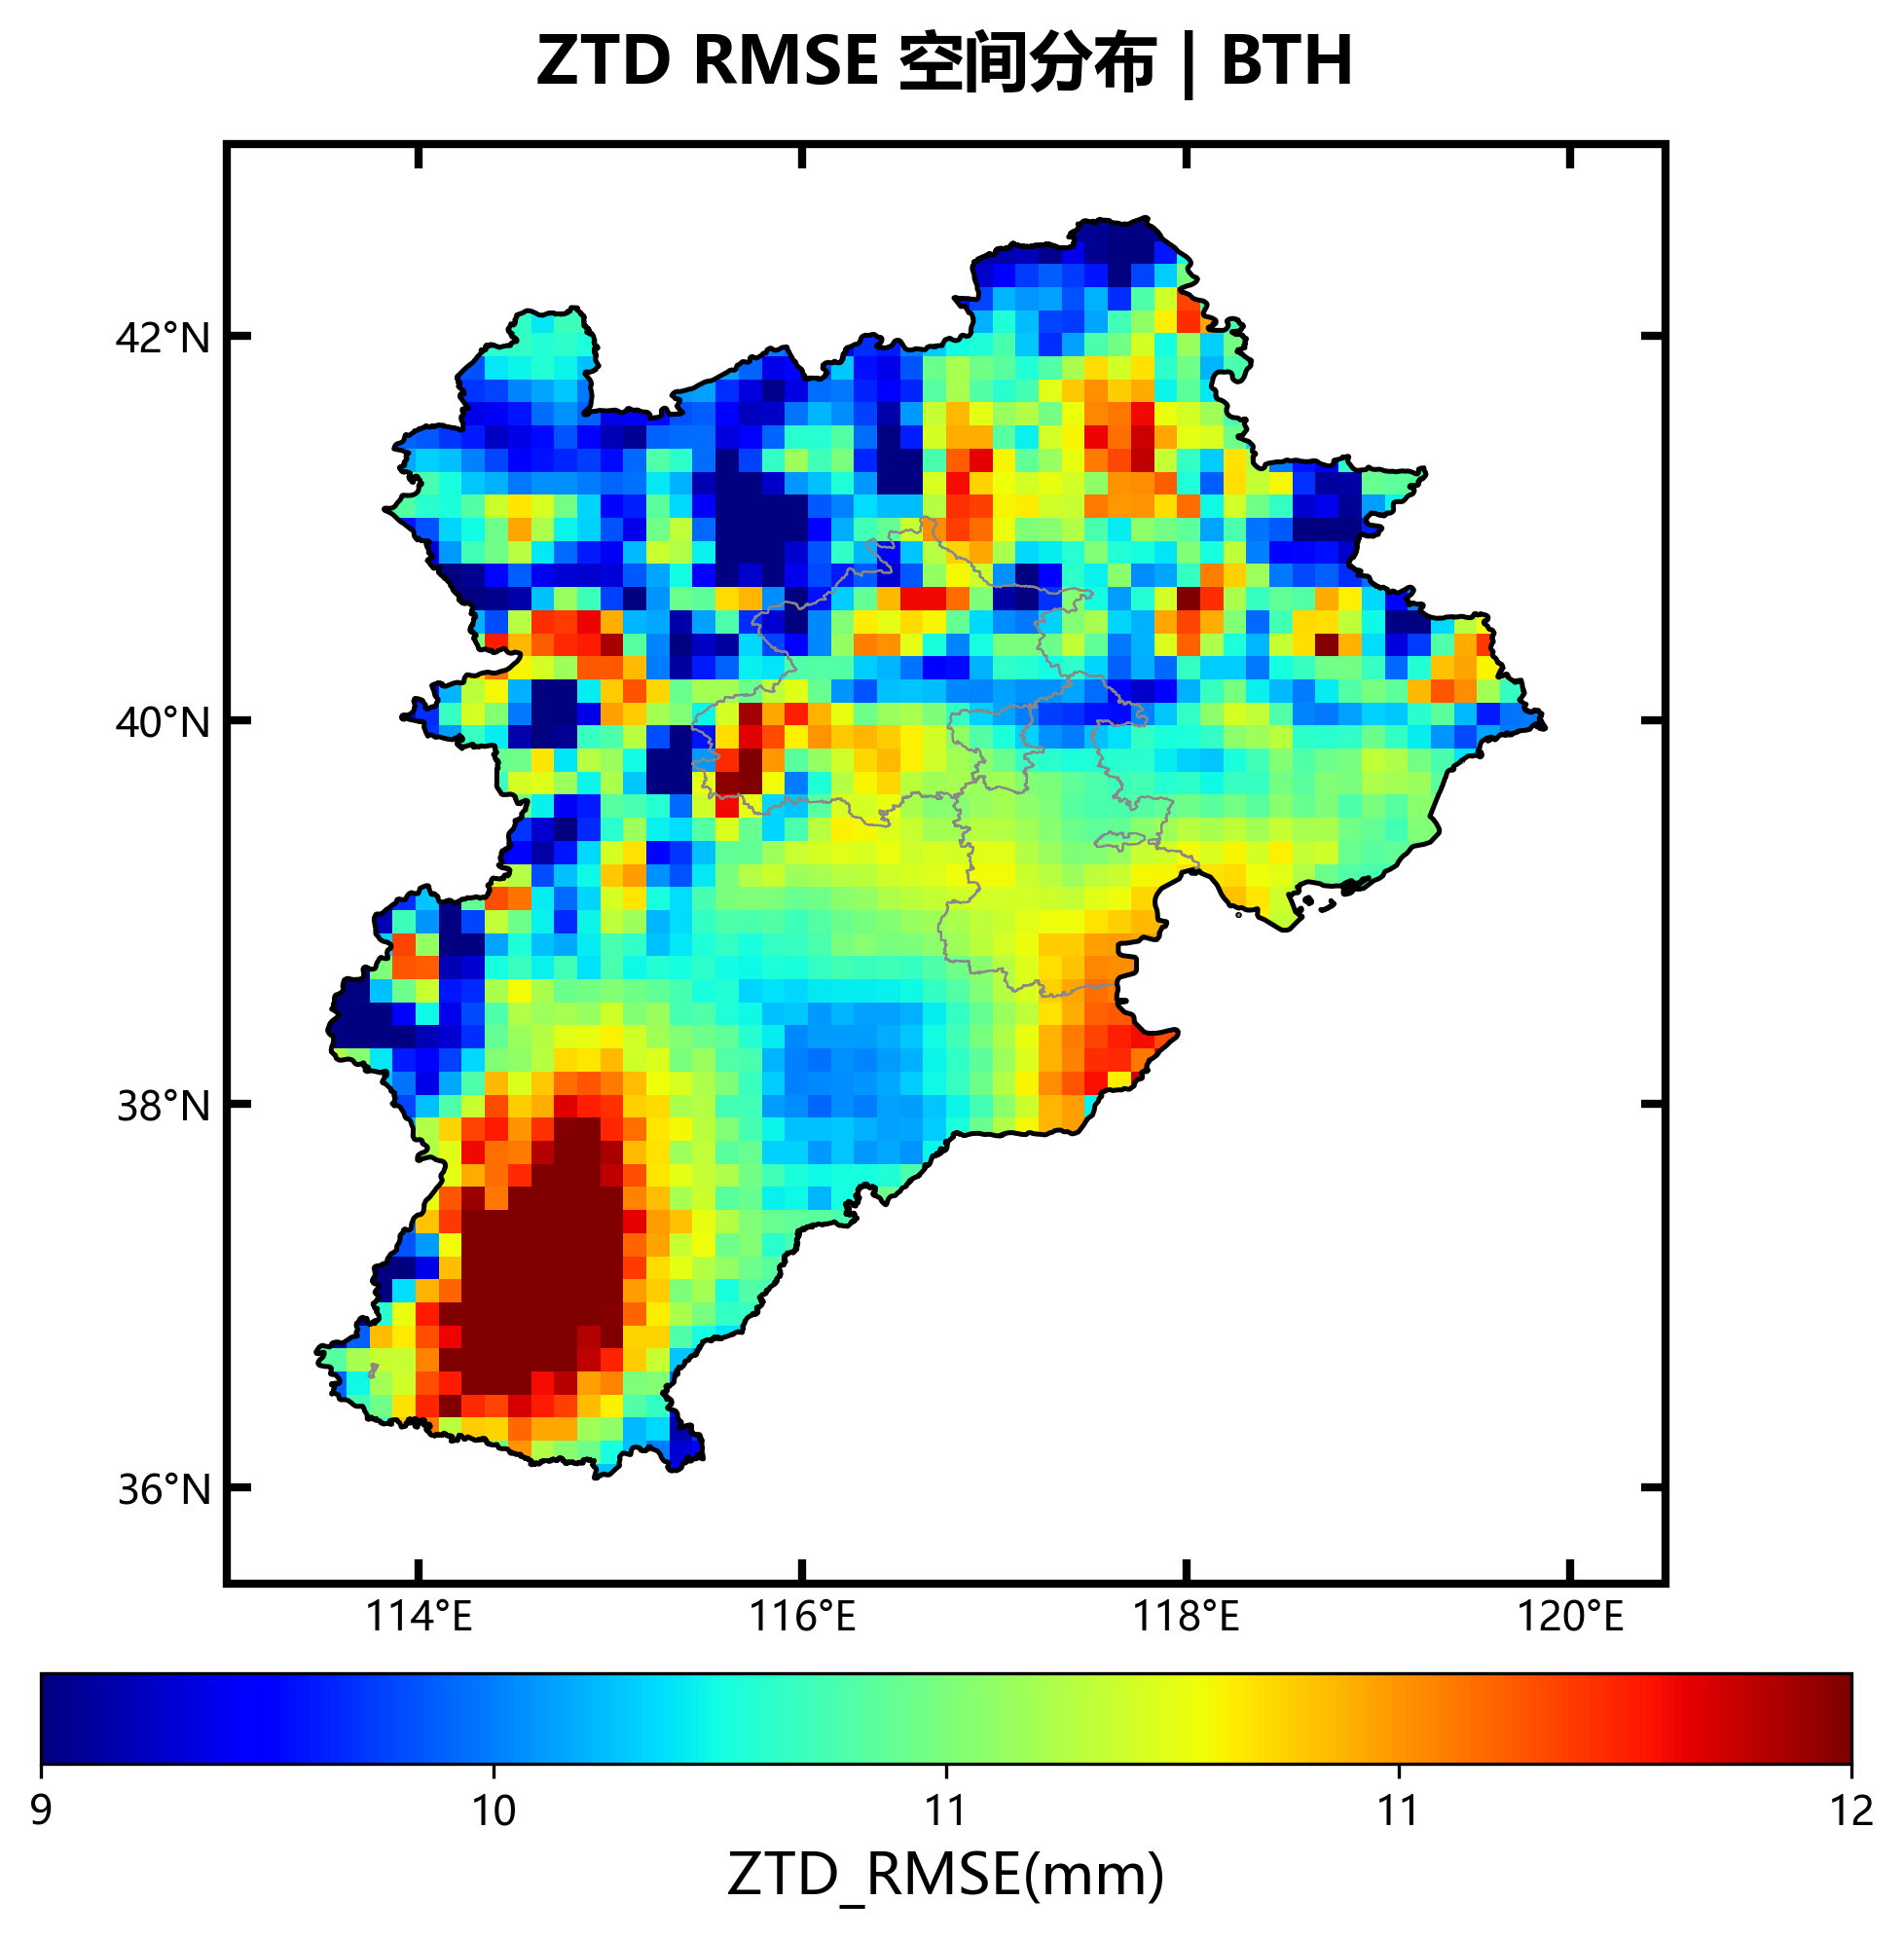 ZTD RMSE 空间分布 | BTH
42°N
40°N
38°N
36°N
114°E 116°E 118°E 120°E
9 10 11 11 12
ZTD_RMSE(mm)